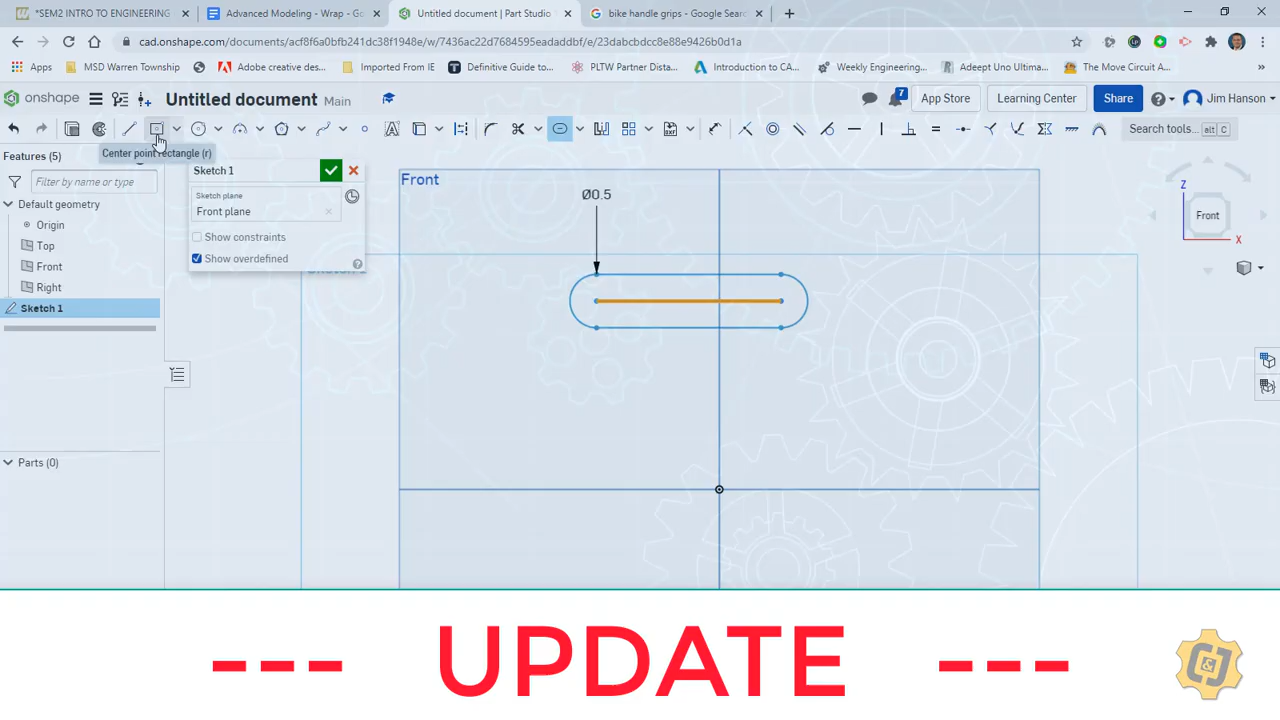 *SEM2 INTRO TO ENGINEERING
Advanced Modeling - Wrap - Go
Untitled document | Part Studio
bike handle grips - Google Sear
cad.onshape.com/documents/acf8f6a0bfb241dc38f1948e/w/7436ac22d7684595eadaddbf/e/23dabcbdcc8e88e9426b0d1a
Apps
MSD Warren Township
Adobe creative des...
Imported From IE
Definitive Guide to...
PLTW Partner Dista...
Introduction to CA...
Weekly Engineering...
Adeept Uno Ultima...
The Move Circuit A...
onshape
Untitled document Main
7
App Store
Learning Center
Share
Jim Hanson
Search tools... alt C
Features (5)
Center point rectangle (r)
Filter by name or type
Default geometry
Origin
Top
Front
Right
Sketch 1
Parts (0)
Sketch 1
Sketch plane
Front plane
Show constraints
Show overdefined
Front
Ø0.5
Z
Front
X
--- UPDATE ---
C&J